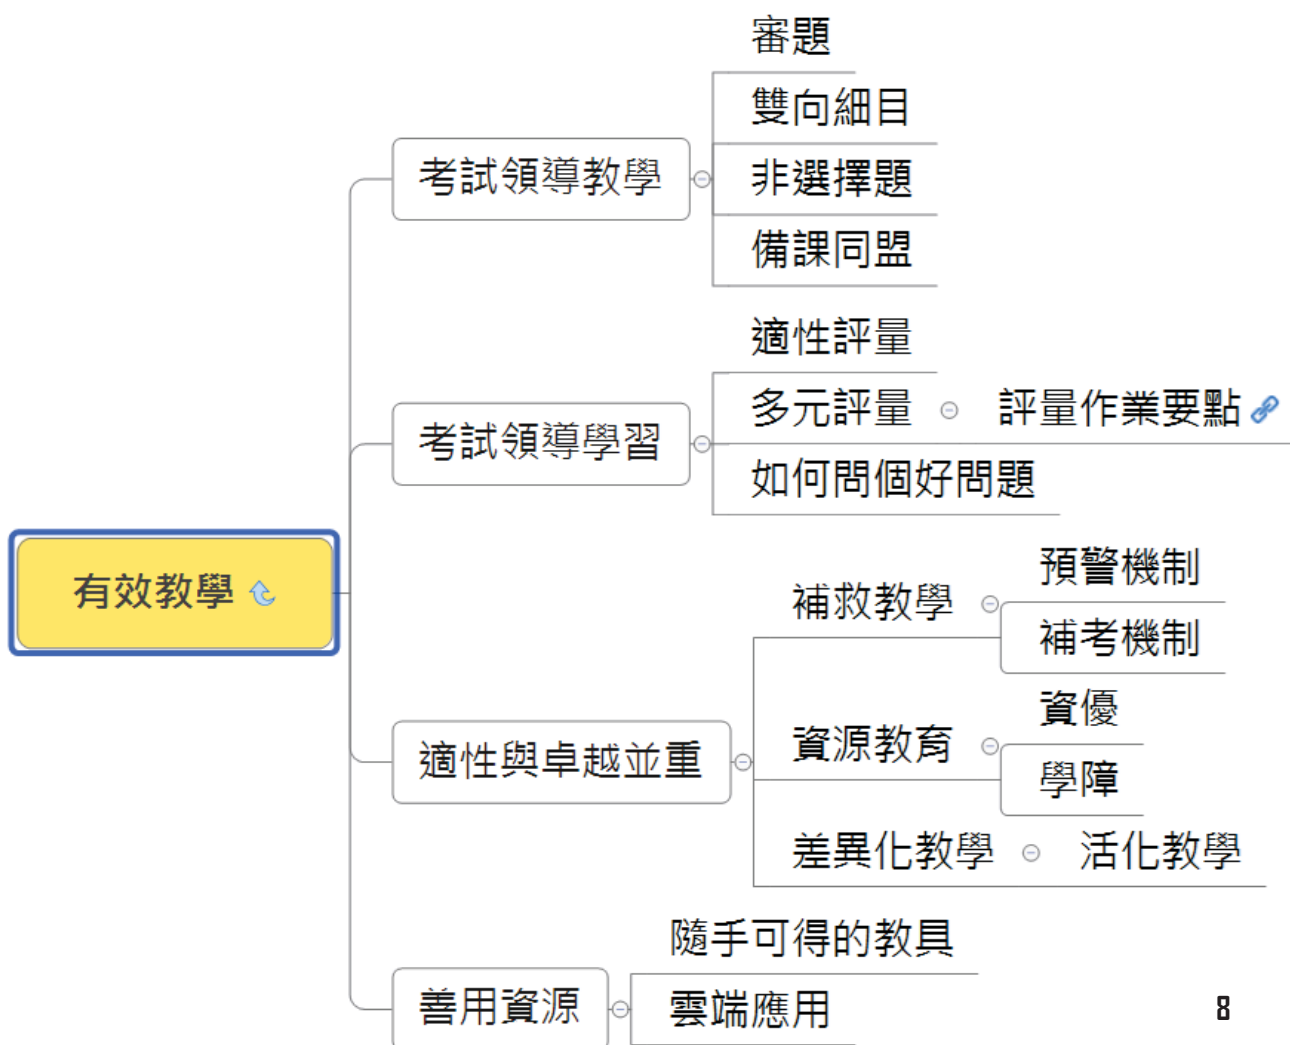 審題
雙向細目
考試領導教學
非選擇題
備課同盟
適性評量
多元評量 評量作業要點
考試領導學習
如何問個好問題
有效教學
預警機制
補救教學
補考機制
資優
適性與卓越並重
資源教育
學障
差異化教學 活化教學
隨手可得的教具
善用資源
雲端應用
8